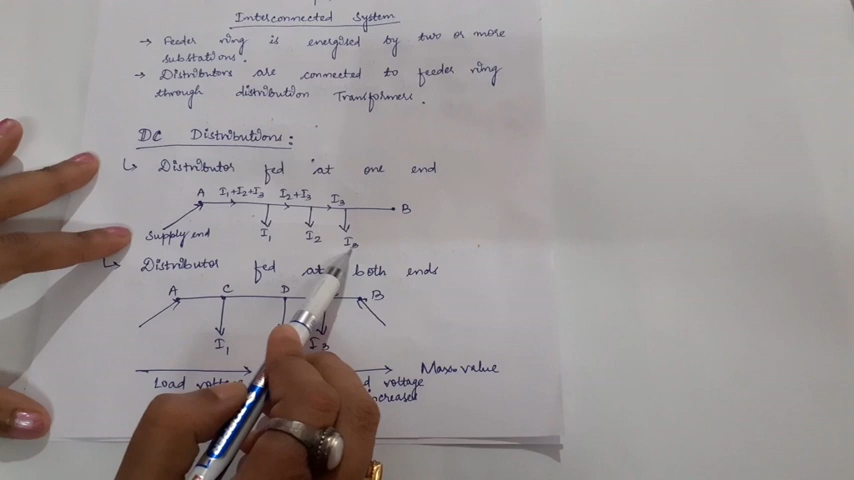 Interconnected System
→ Feeder ring is energised by two or more
substations.
→ Distributors are connected to feeder ring
through distribution Transformers.
DC Distributions:
↳ Distributor fed at one end
A I₁+I₂+I₃ I₂+I₃ I₃ B
Supply end I₁ I₂ I₃
↳ Distributor fed at both ends
A C D B
I₁ I₃
Load voltage voltage Max. value
increases